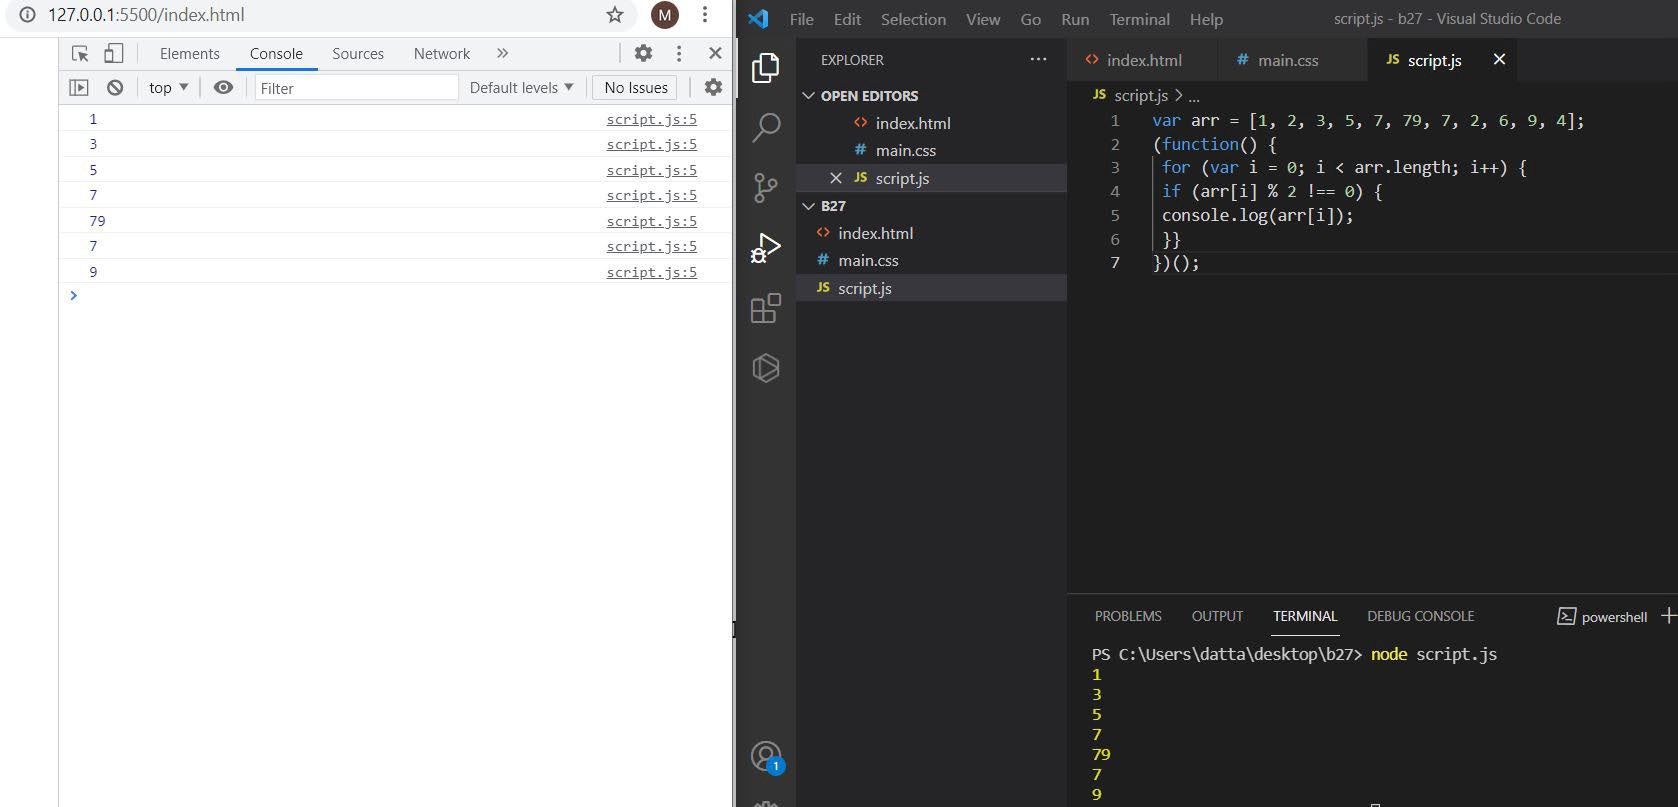 127.0.0.1:5500/index.html
M
Elements Console Sources Network
top Filter Default levels No Issues
1 script.js:5
3 script.js:5
5 script.js:5
7 script.js:5
79 script.js:5
7 script.js:5
9 script.js:5
File Edit Selection View Go Run Terminal Help script.js - b27 - Visual Studio Code
EXPLORER
OPEN EDITORS
index.html
# main.css
JS script.js
B27
index.html
# main.css
JS script.js
1
index.html # main.css JS script.js
JS script.js > ...
1 var arr = [1, 2, 3, 5, 7, 79, 7, 2, 6, 9, 4];
2 (function() {
3 for (var i = 0; i < arr.length; i++) {
4 if (arr[i] % 2 !== 0) {
5 console.log(arr[i]);
6 }}
7 })();
PROBLEMS OUTPUT TERMINAL DEBUG CONSOLE powershell
PS C:\Users\datta\desktop\b27> node script.js
1
3
5
7
79
7
9